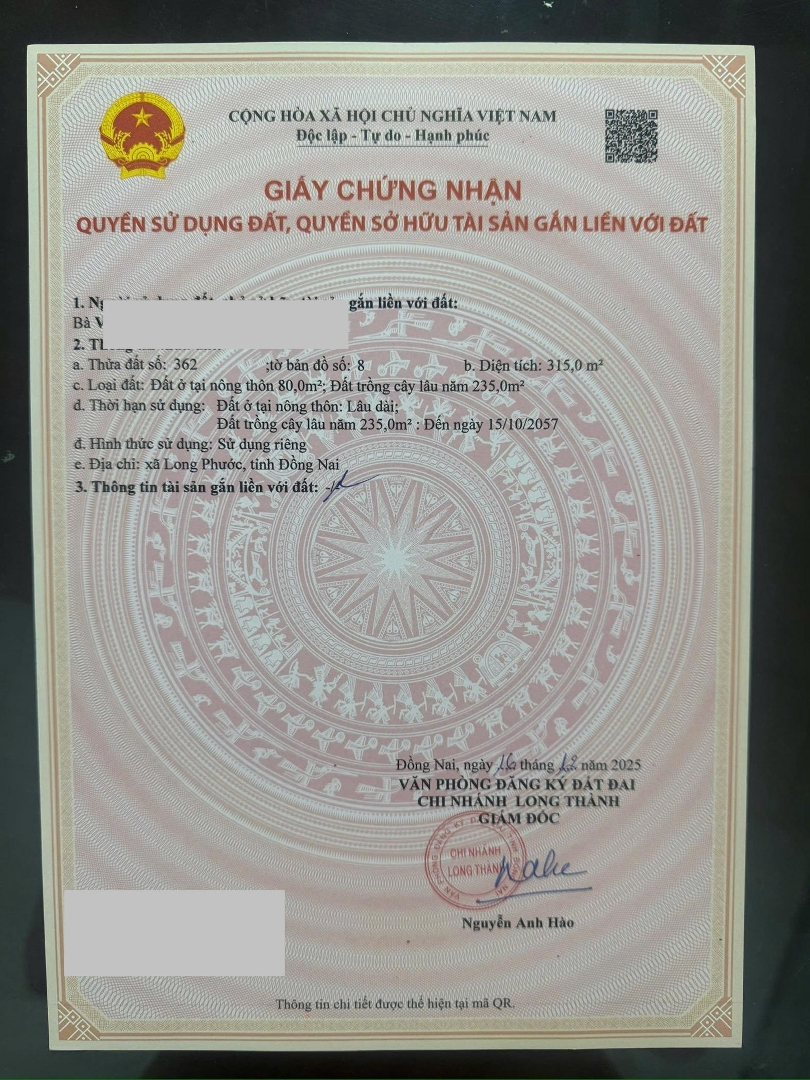 CỘNG HÒA XÃ HỘI CHỦ NGHĨA VIỆT NAM
Độc lập - Tự do - Hạnh phúc
GIẤY CHỨNG NHẬN
QUYỀN SỬ DỤNG ĐẤT, QUYỀN SỞ HỮU TÀI SẢN GẮN LIỀN VỚI ĐẤT
1. gắn liền với đất:
Bà V
2.
a. Thửa đất số: 362 ;tờ bản đồ số: 8 b. Diện tích: 315,0 m²
c. Loại đất: Đất ở tại nông thôn 80,0m²; Đất trồng cây lâu năm 235,0m²
d. Thời hạn sử dụng: Đất ở tại nông thôn: Lâu dài;
Đất trồng cây lâu năm 235,0m² : Đến ngày 15/10/2057
đ. Hình thức sử dụng: Sử dụng riêng
e. Địa chỉ: xã Long Phước, tỉnh Đồng Nai
3. Thông tin tài sản gắn liền với đất:
Đồng Nai, ngày tháng 12 năm 2025
VĂN PHÒNG ĐĂNG KÝ ĐẤT ĐAI
CHI NHÁNH LONG THÀNH
GIÁM ĐỐC
CHI NHÁNH
LONG THÀNH
Nguyễn Anh Hào
Thông tin chi tiết được thể hiện tại mã QR.